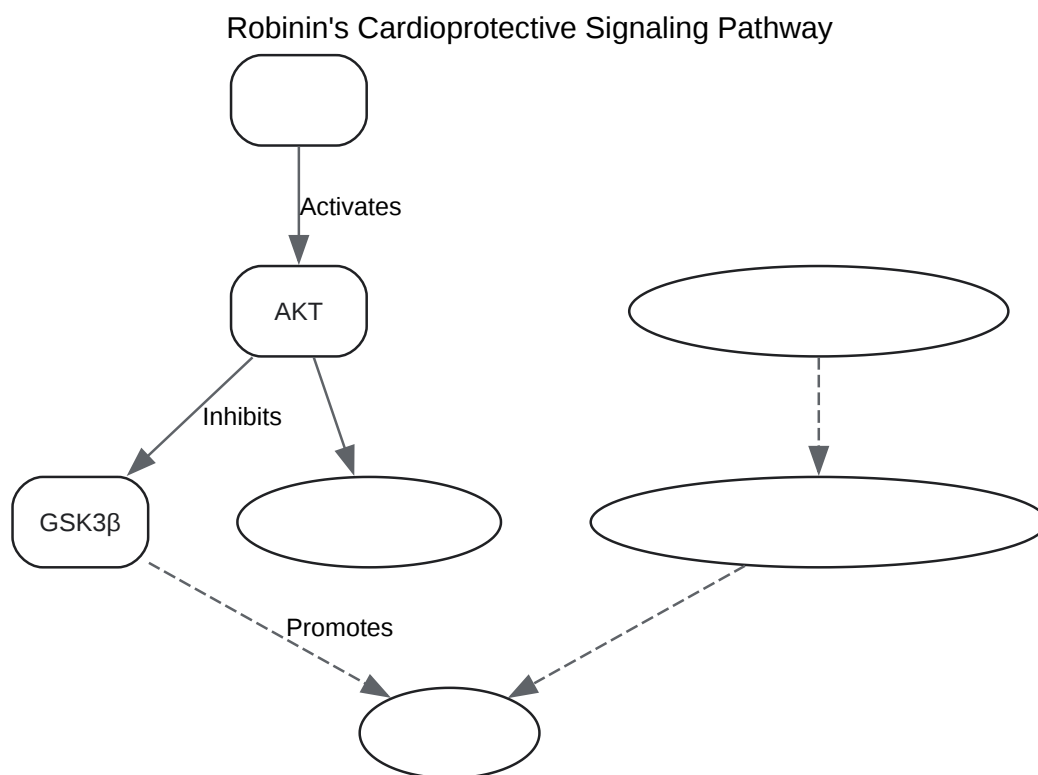 Robinin's Cardioprotective Signaling Pathway
Activates
AKT
Inhibits
GSK3β
Promotes